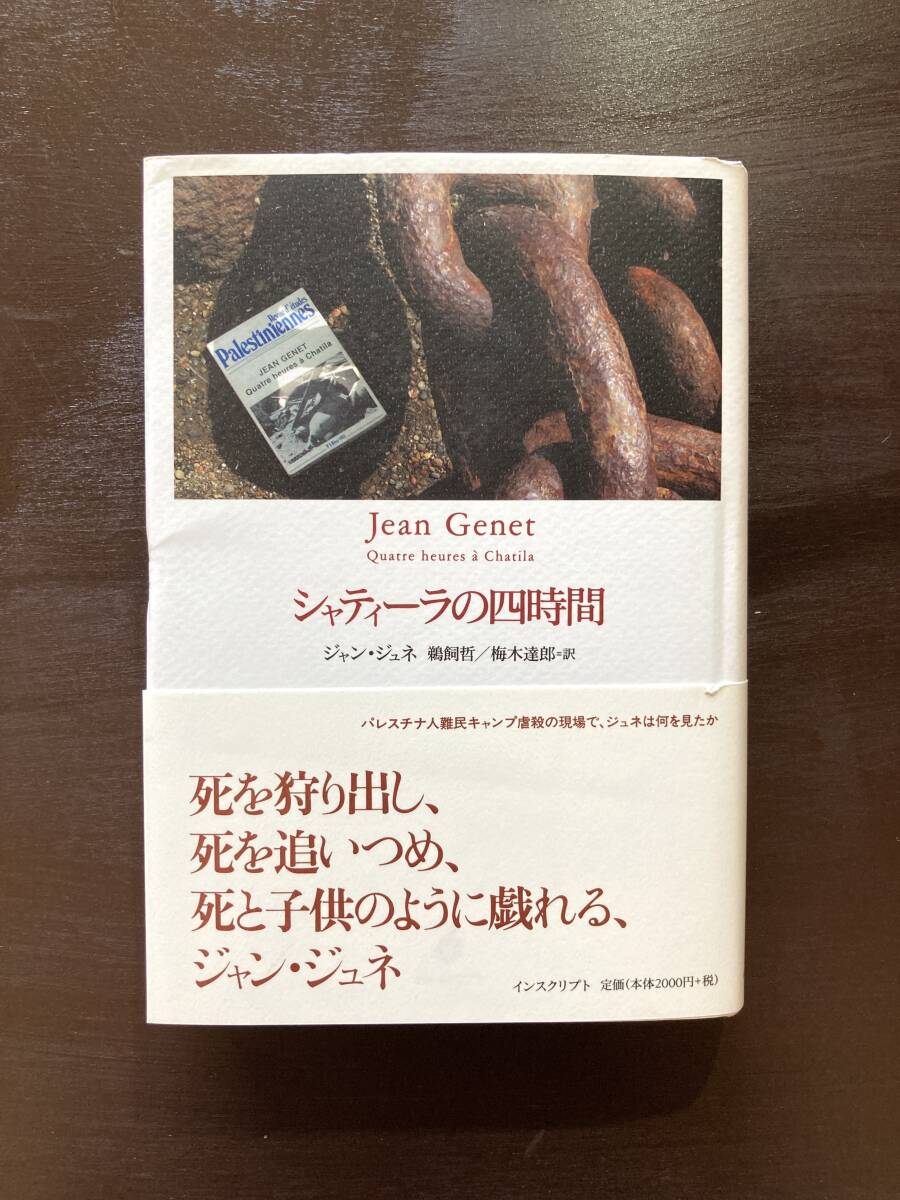 Revue d'études
Palestiniennes
JEAN GENET
Quatre heures à Chatila
Jean Genet
Quatre heures à Chatila
シャティーラの四時間
ジャン・ジュネ 鵜飼哲／梅木達郎=訳
パレスチナ人難民キャンプ虐殺の現場で、ジュネは何を見たか
死を狩り出し、
死を追いつめ、
死と子供のように戯れる、
ジャン・ジュネ
インスクリプト 定価（本体2000円+税）